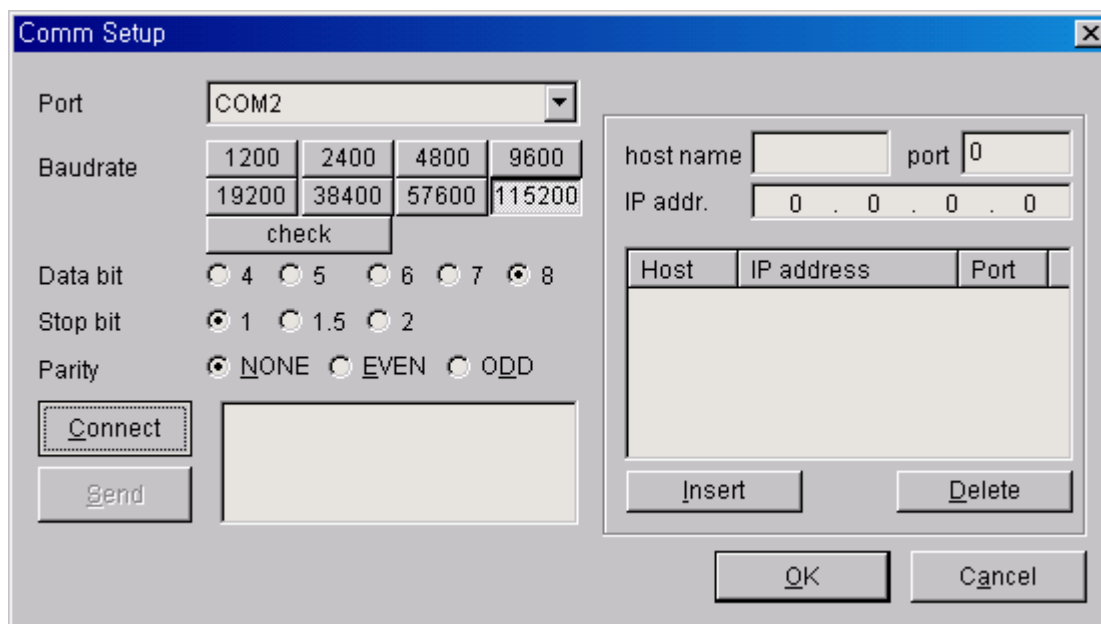 Comm Setup
Port COM2
Baudrate 1200 2400 4800 9600
19200 38400 57600 115200
check
Data bit 4 5 6 7 8
Stop bit 1 1.5 2
Parity NONE EVEN ODD
Connect
Send
host name port 0
IP addr. 0 . 0 . 0 . 0
Host IP address Port
Insert Delete
OK Cancel